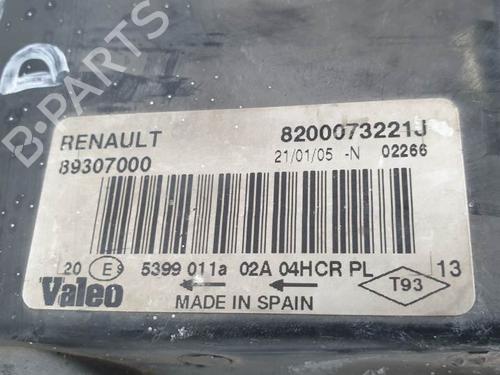 D
RENAULT 8200073221J
89307000 21/01/05 -N 02266
20 E9 5399 011a 02A 04HCR PL 13
Valeo MADE IN SPAIN T93
B-PARTS